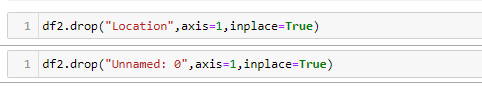 1 df2.drop("Location",axis=1,inplace=True)
1 df2.drop("Unnamed: 0",axis=1,inplace=True)